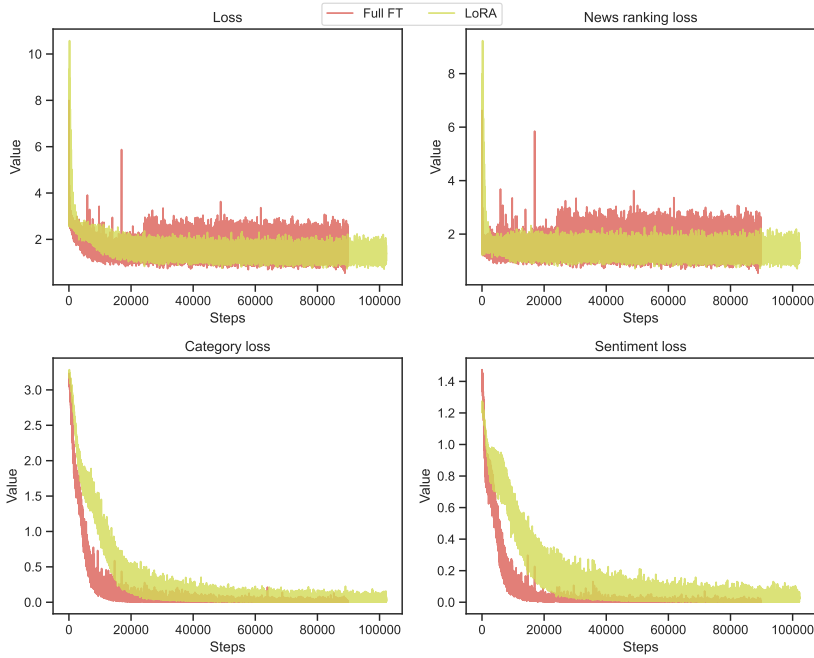 Full FT LoRA
Loss
News ranking loss
10
8
6
4
2
Value
0 20000 40000 60000 80000 100000
Steps
8
6
4
2
Value
0 20000 40000 60000 80000 100000
Steps
Category loss
Sentiment loss
3.0
2.5
2.0
1.5
1.0
0.5
0.0
Value
0 20000 40000 60000 80000 100000
Steps
1.4
1.2
1.0
0.8
0.6
0.4
0.2
0.0
Value
0 20000 40000 60000 80000 100000
Steps